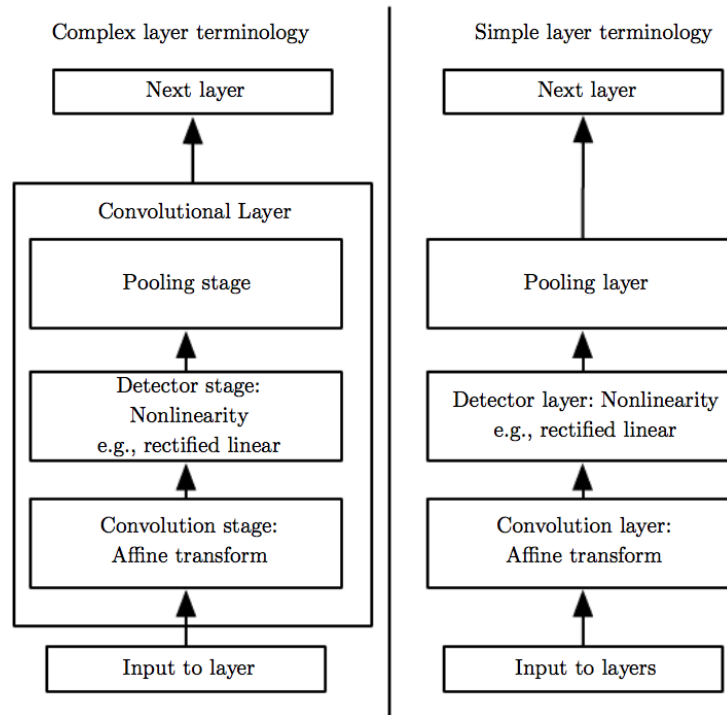 Complex layer terminology
Next layer
Convolutional Layer
Pooling stage
Detector stage:
Nonlinearity
e.g., rectified linear
Convolution stage:
Affine transform
Input to layer
Simple layer terminology
Next layer
Pooling layer
Detector layer: Nonlinearity
e.g., rectified linear
Convolution layer:
Affine transform
Input to layers